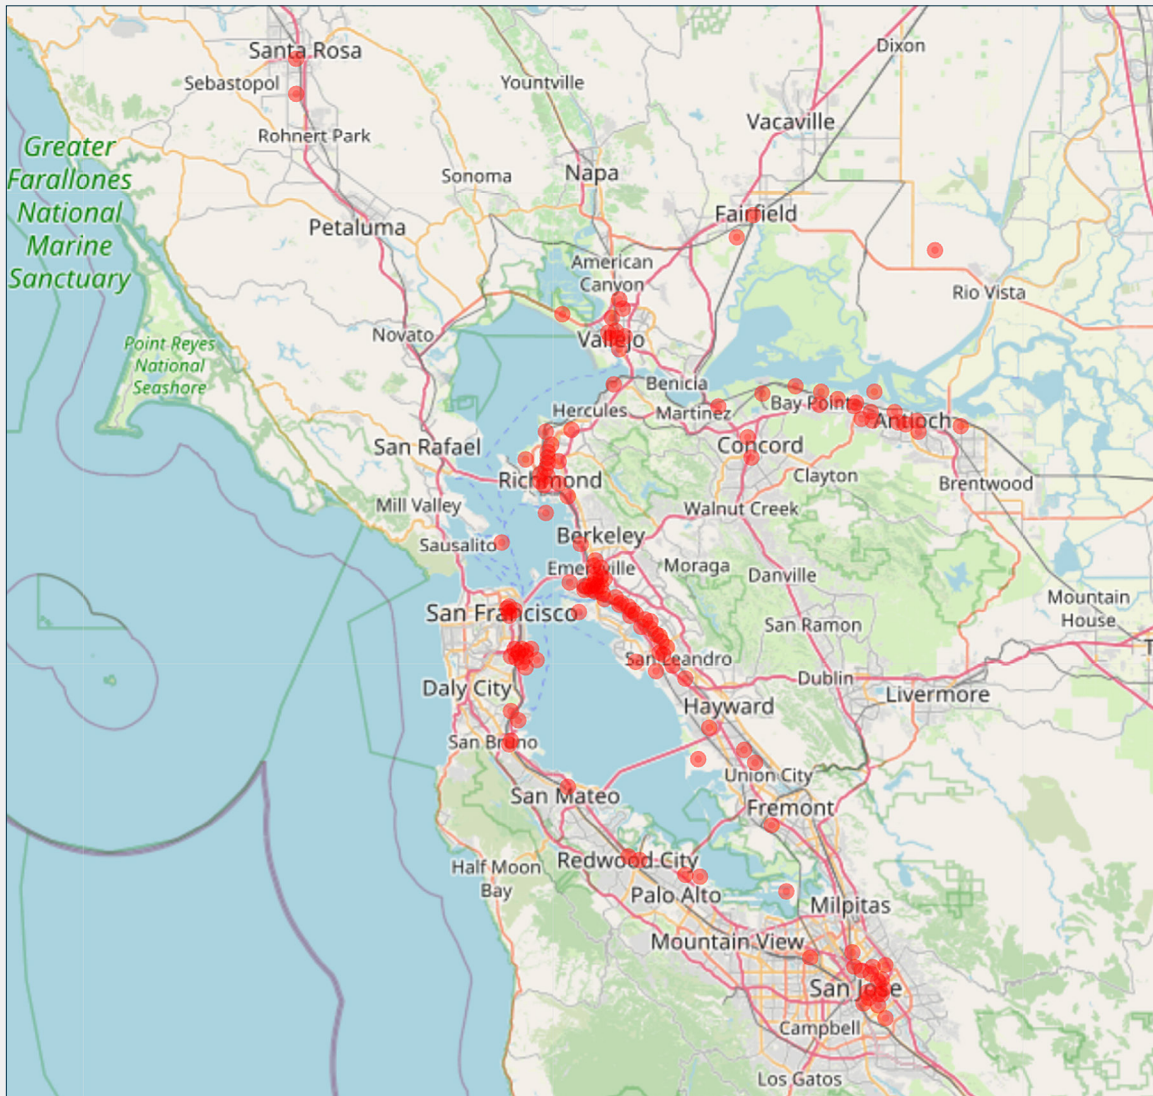 Dixon
Santa Rosa
Sebastopol
Yountville
Vacaville
Rohnert Park
Greater
Farallones
National
Marine
Sanctuary
Sonoma
Napa
Petaluma
Fairfield
American
Canyon
Rio Vista
Novato
Vallejo
Point Reyes
National
Seashore
Benicia
Hercules
Martinez
Bay Point
Antioch
San Rafael
Concord
Richmond
Clayton
Brentwood
Mill Valley
Walnut Creek
Berkeley
Sausalito
Emeryville
Moraga
Danville
Mountain
House
San Francisco
San Ramon
T
San Leandro
Daly City
Dublin
Livermore
Hayward
San Bruno
Union City
San Mateo
Fremont
Redwood City
Half Moon
Bay
Palo Alto
Milpitas
Mountain View
San Jose
Campbell
Los Gatos